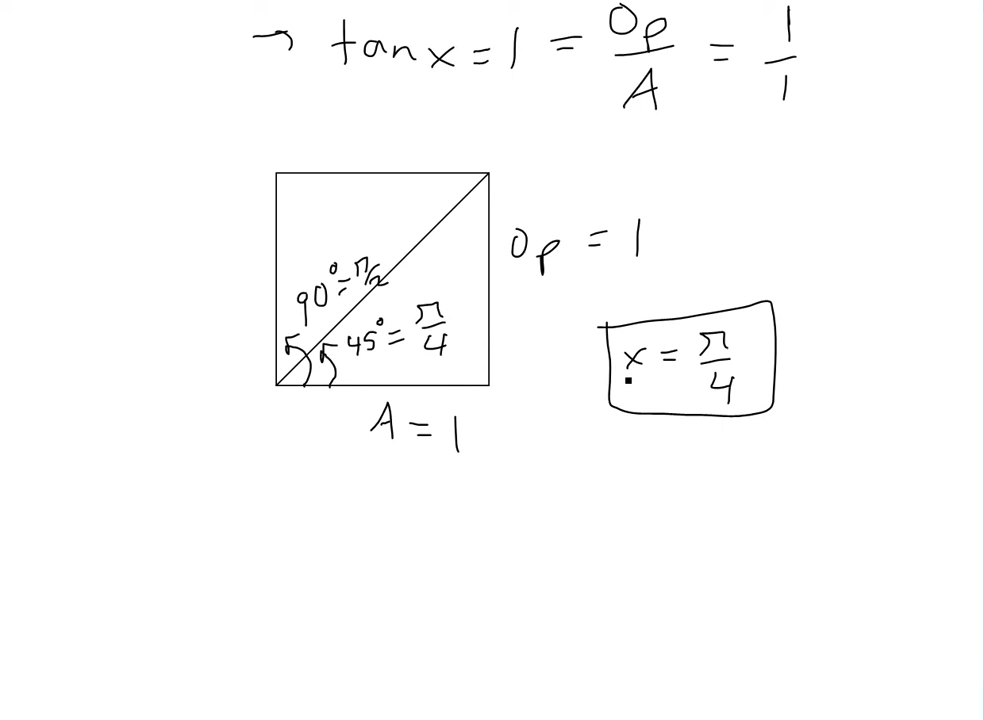 → tan x = 1 = Op/A = 1/1
90° = π/2
45° = π/4
Op = 1
x = π/4
A = 1